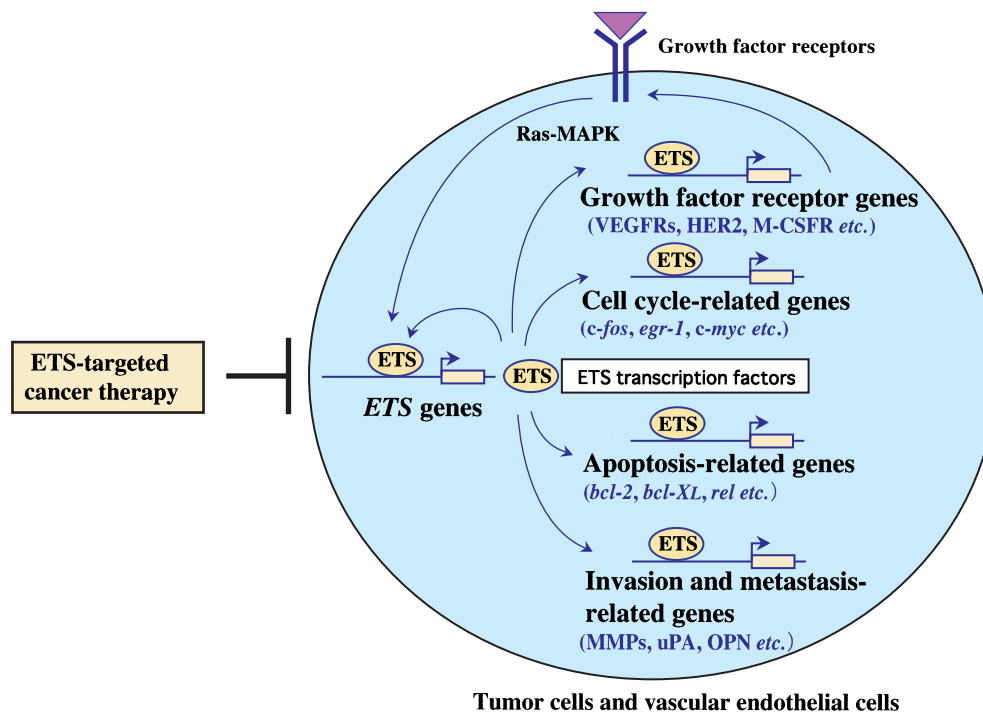 Growth factor receptors
Ras-MAPK
ETS
Growth factor receptor genes
(VEGFRs, HER2, M-CSFR etc.)
ETS
Cell cycle-related genes
(c-fos, egr-1, c-myc etc.)
ETS-targeted
cancer therapy
ETS
ETS genes
ETS
ETS transcription factors
ETS
Apoptosis-related genes
(bcl-2, bcl-XL, rel etc.)
ETS
Invasion and metastasis-
related genes
(MMPs, uPA, OPN etc.)
Tumor cells and vascular endothelial cells